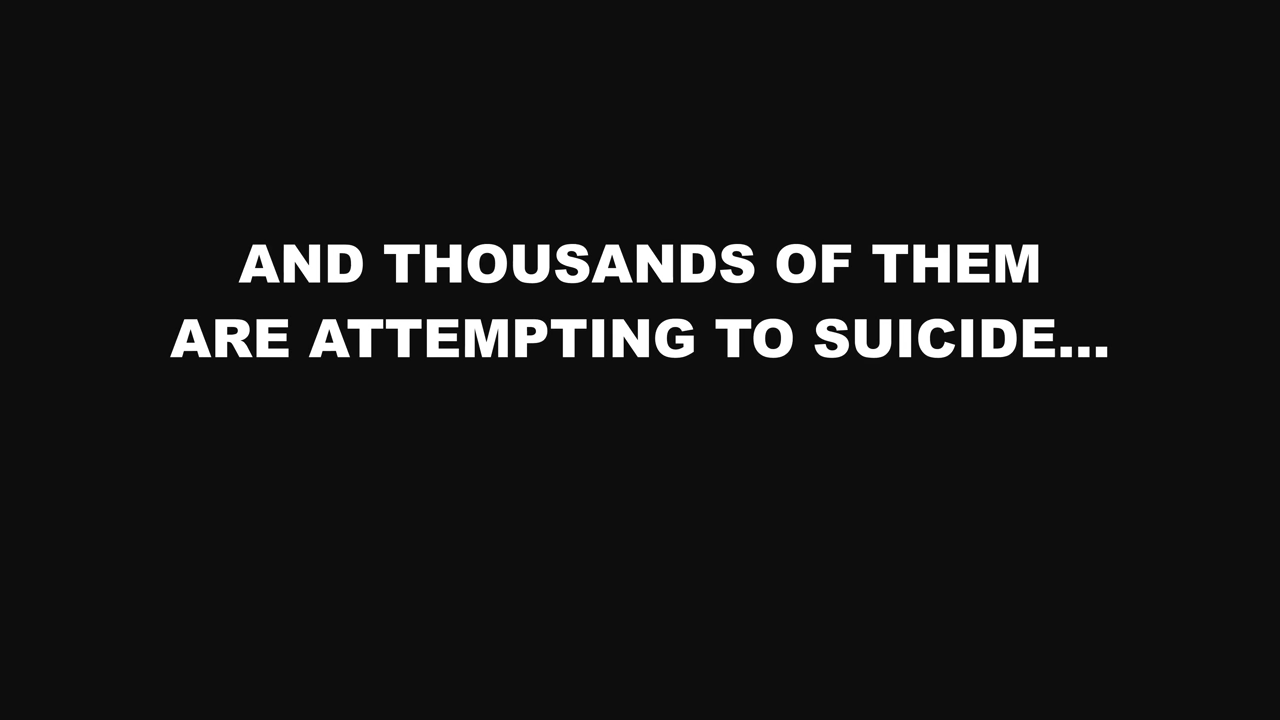 AND THOUSANDS OF THEM
ARE ATTEMPTING TO SUICIDE...